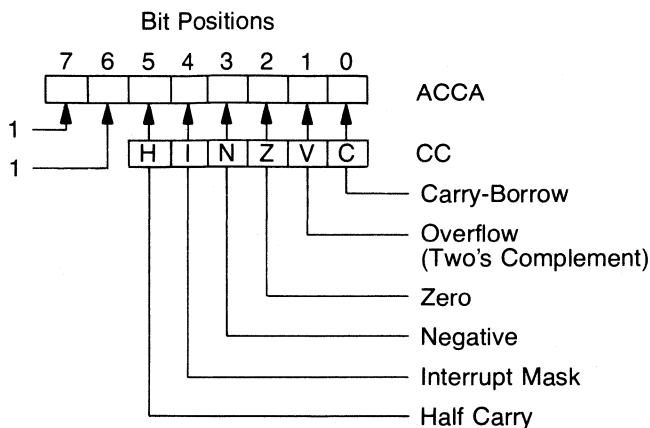 Bit Positions
7 6 5 4 3 2 1 0
ACCA
1
1
H I N Z V C
CC
Carry-Borrow
Overflow
(Two's Complement)
Zero
Negative
Interrupt Mask
Half Carry